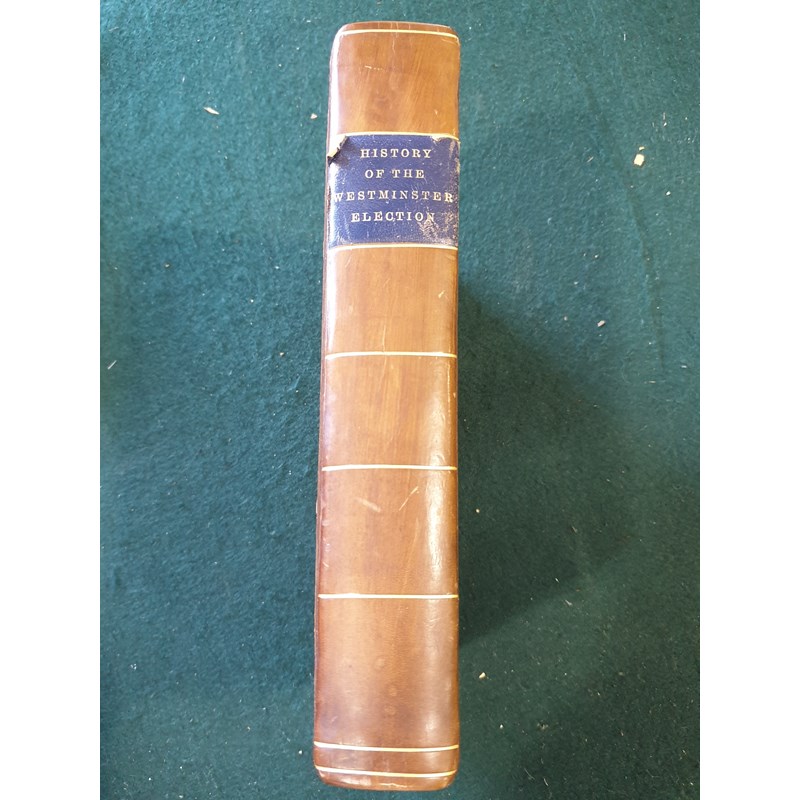 HISTORY
OF THE
WESTMINSTER
ELECTION